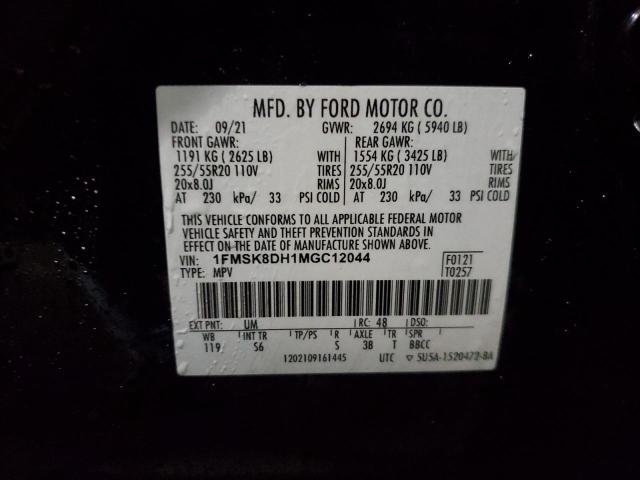 MFD. BY FORD MOTOR CO.
DATE: 09/21 GVWR: 2694 KG ( 5940 LB)
FRONT GAWR: REAR GAWR:
1191 KG ( 2625 LB) WITH 1554 KG ( 3425 LB) WITH
255/55R20 110V TIRES 255/55R20 110V TIRES
20x8.0J RIMS 20x8.0J RIMS
AT 230 kPa/ 33 PSI COLD AT 230 kPa/ 33 PSI COLD
THIS VEHICLE CONFORMS TO ALL APPLICABLE FEDERAL MOTOR
VEHICLE SAFETY AND THEFT PREVENTION STANDARDS IN
EFFECT ON THE DATE OF MANUFACTURE SHOWN ABOVE.
VIN: 1FMSK8DH1MGC12044 F0121
TYPE: MPV T0257
EXT PNT: UM RC: 48 DSO:
WB INT TR TP/PS R AXLE TR SPR
119 S6 S 38 T BBCC
1202109161445 UTC ▽ 5U5A-1520472-BA